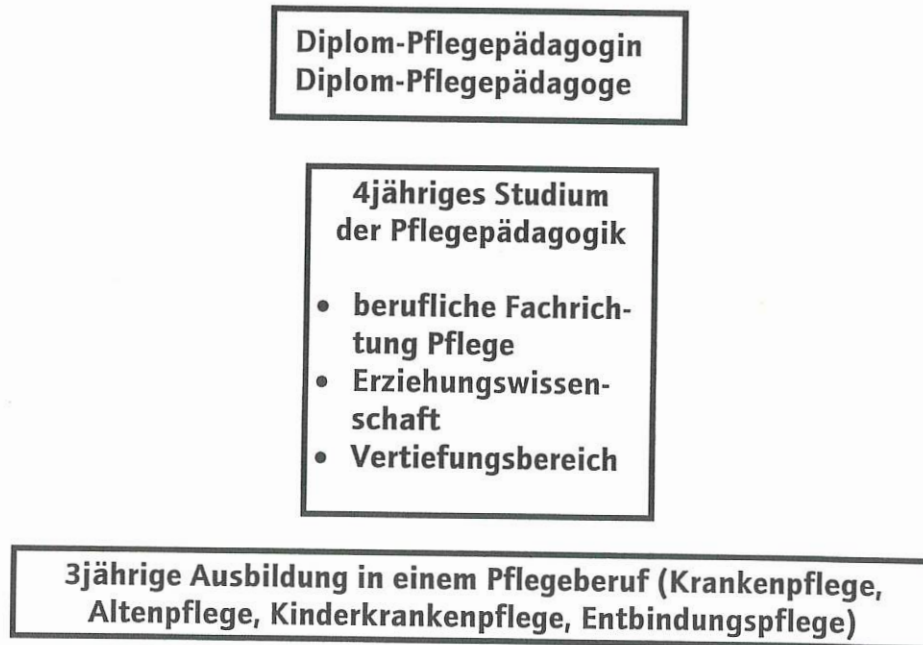 Diplom-Pflegepädagogin
Diplom-Pflegepädagoge
4jähriges Studium
der Pflegepädagogik
• berufliche Fachrich-
tung Pflege
• Erziehungswissen-
schaft
• Vertiefungsbereich
3jährige Ausbildung in einem Pflegeberuf (Krankenpflege,
Altenpflege, Kinderkrankenpflege, Entbindungspflege)